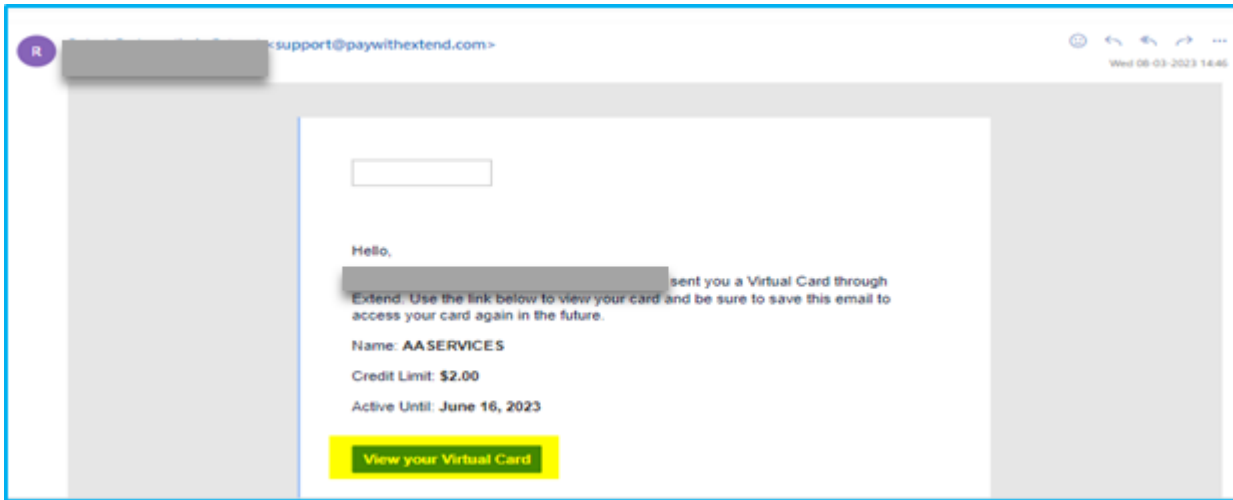 R
<support@paywithextend.com>
Wed 08-03-2023 14:46
Hello,
sent you a Virtual Card through
Extend. Use the link below to view your card and be sure to save this email to
access your card again in the future.
Name: AASERVICES
Credit Limit: $2.00
Active Until: June 16, 2023
View your Virtual Card